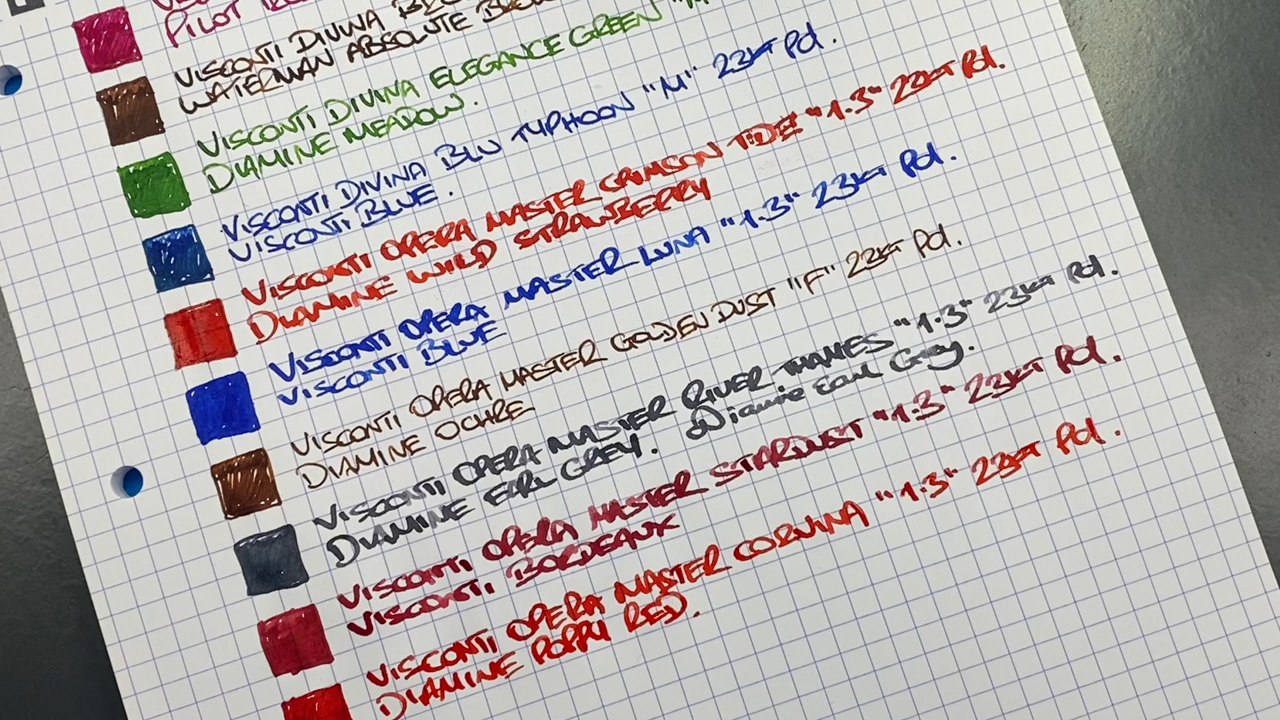 PILOT
VISCONTI DIVINA
WATERMAN ABSOLUTE
VISCONTI DIVINA ELEGANCE GREEN
DIAMINE MEADOW.
VISCONTI DIVINA BLU TYPHOON "M" 23KT Pd.
VISCONTI BLUE.
VISCONTI OPERA MASTER CRIMSON TIDE "1.3" 23KT Pd.
DIAMINE WILD STRAWBERRY
VISCONTI OPERA MASTER LUNA "1.3" 23KT Pd.
VISCONTI BLUE
VISCONTI OPERA MASTER GOLDEN DUST "F" 23KT Pd.
DIAMINE OCHRE
VISCONTI OPERA MASTER RIVER THAMES "1.3" 23KT Pd.
DIAMINE EARL GREY. Diamine Earl Grey.
VISCONTI OPERA MASTER STARDUST "1.3" 23KT Pd.
VISCONTI BORDEAUX
VISCONTI OPERA MASTER CORVINA "1.3" 23KT Pd.
DIAMINE POPPY RED.